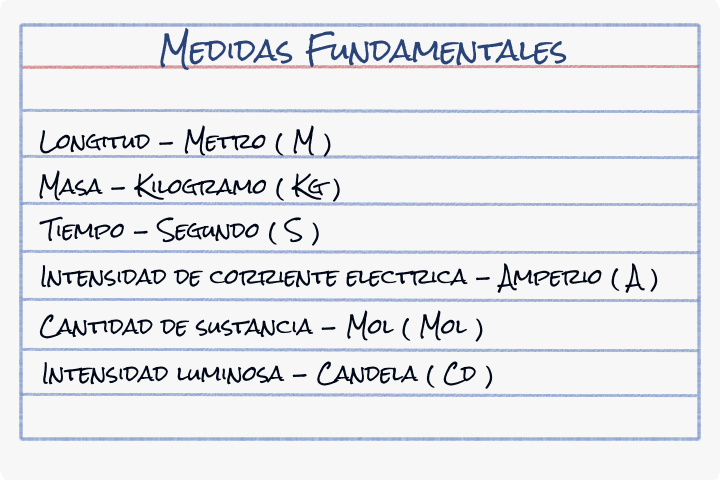 Medidas Fundamentales
Longitud – Metro ( M )
Masa – Kilogramo ( Kg )
Tiempo – Segundo ( S )
Intensidad de corriente electrica – Amperio ( A )
Cantidad de sustancia – Mol ( Mol )
Intensidad luminosa – Candela ( Cd )